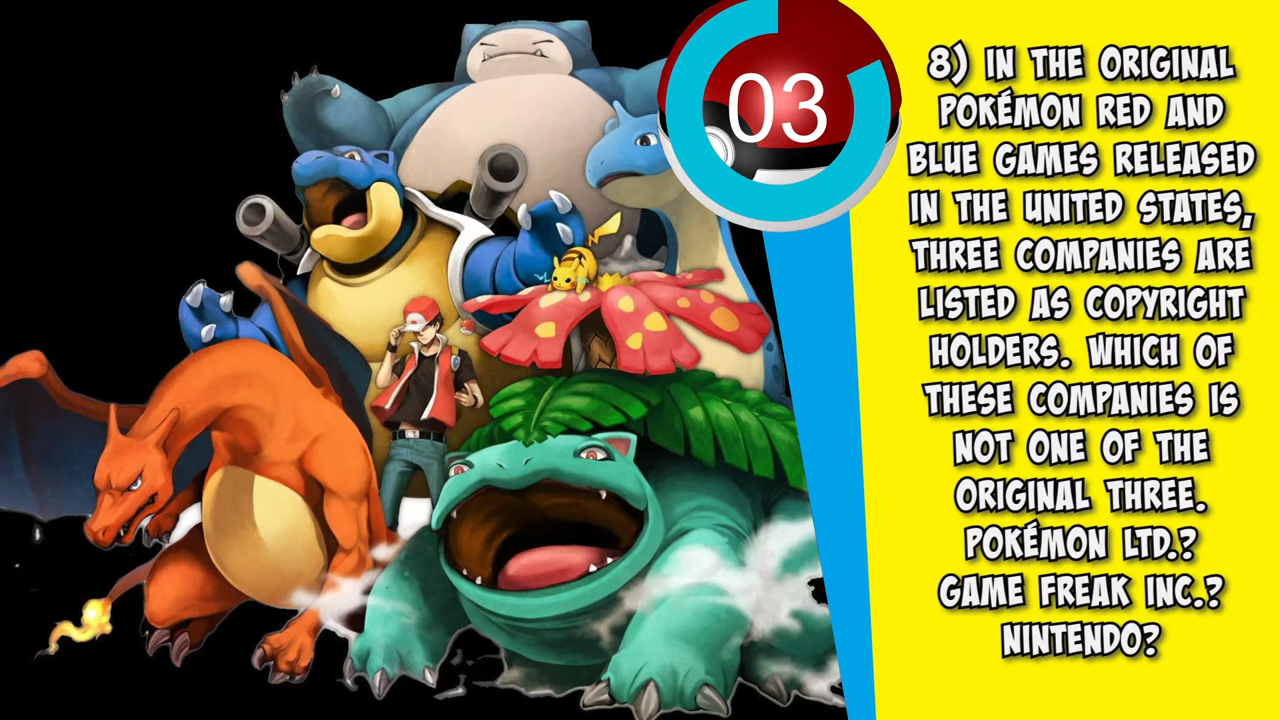 03
8) IN THE ORIGINAL
POKÉMON RED AND
BLUE GAMES RELEASED
IN THE UNITED STATES,
THREE COMPANIES ARE
LISTED AS COPYRIGHT
HOLDERS. WHICH OF
THESE COMPANIES IS
NOT ONE OF THE
ORIGINAL THREE.
POKÉMON LTD.?
GAME FREAK INC.?
NINTENDO?